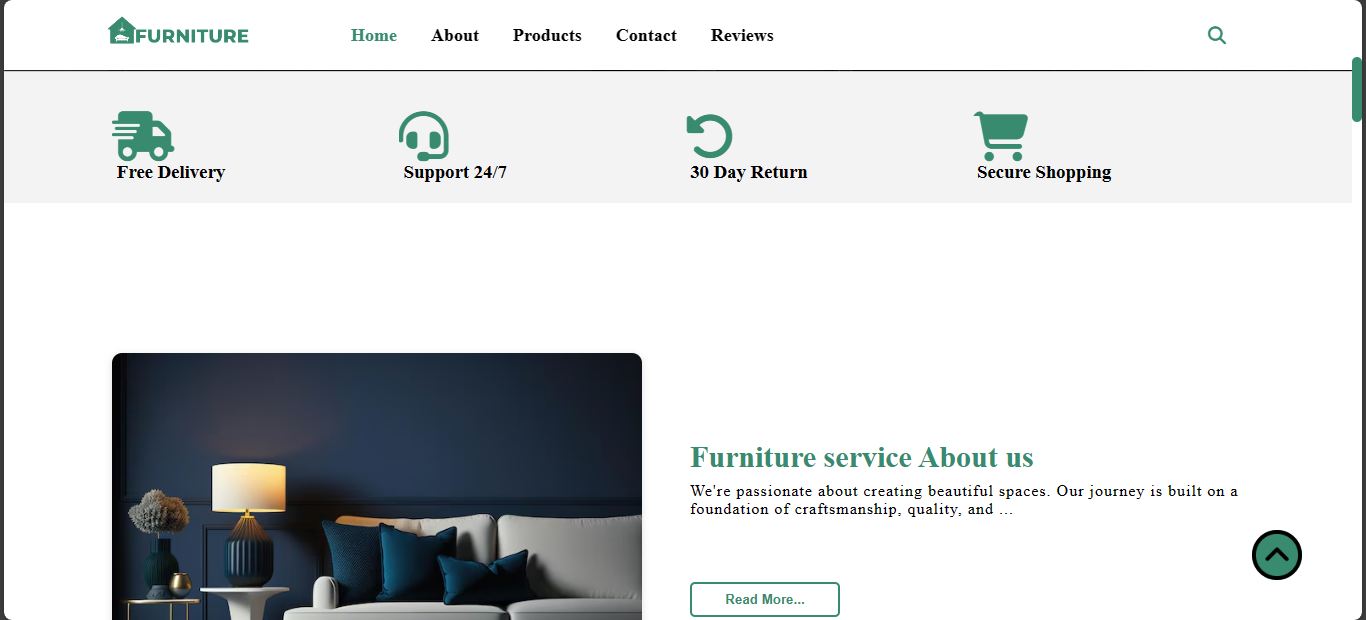 FURNITURE
Home About Products Contact Reviews
Free Delivery Support 24/7 30 Day Return Secure Shopping
Furniture service About us
We're passionate about creating beautiful spaces. Our journey is built on a
foundation of craftsmanship, quality, and ...
Read More...